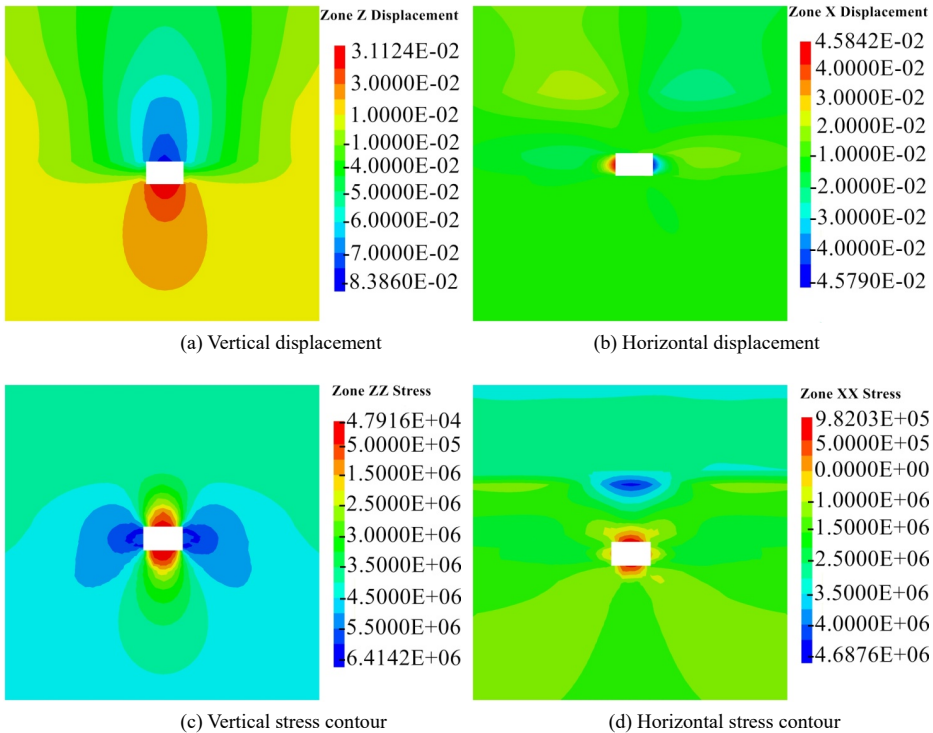 Zone Z Displacement
3.1124E-02
3.0000E-02
1.0000E-02
-1.0000E-02
-4.0000E-02
-5.0000E-02
-6.0000E-02
-7.0000E-02
-8.3860E-02
(a) Vertical displacement
Zone X Displacement
4.5842E-02
4.0000E-02
3.0000E-02
2.0000E-02
-1.0000E-02
-2.0000E-02
-3.0000E-02
-4.0000E-02
-4.5790E-02
(b) Horizontal displacement
Zone ZZ Stress
-4.7916E+04
-5.0000E+05
-1.5000E+06
-2.5000E+06
-3.0000E+06
-3.5000E+06
-4.5000E+06
-5.5000E+06
-6.4142E+06
(c) Vertical stress contour
Zone XX Stress
9.8203E+05
5.0000E+05
0.0000E+00
-1.0000E+06
-1.5000E+06
-2.5000E+06
-3.5000E+06
-4.0000E+06
-4.6876E+06
(d) Horizontal stress contour